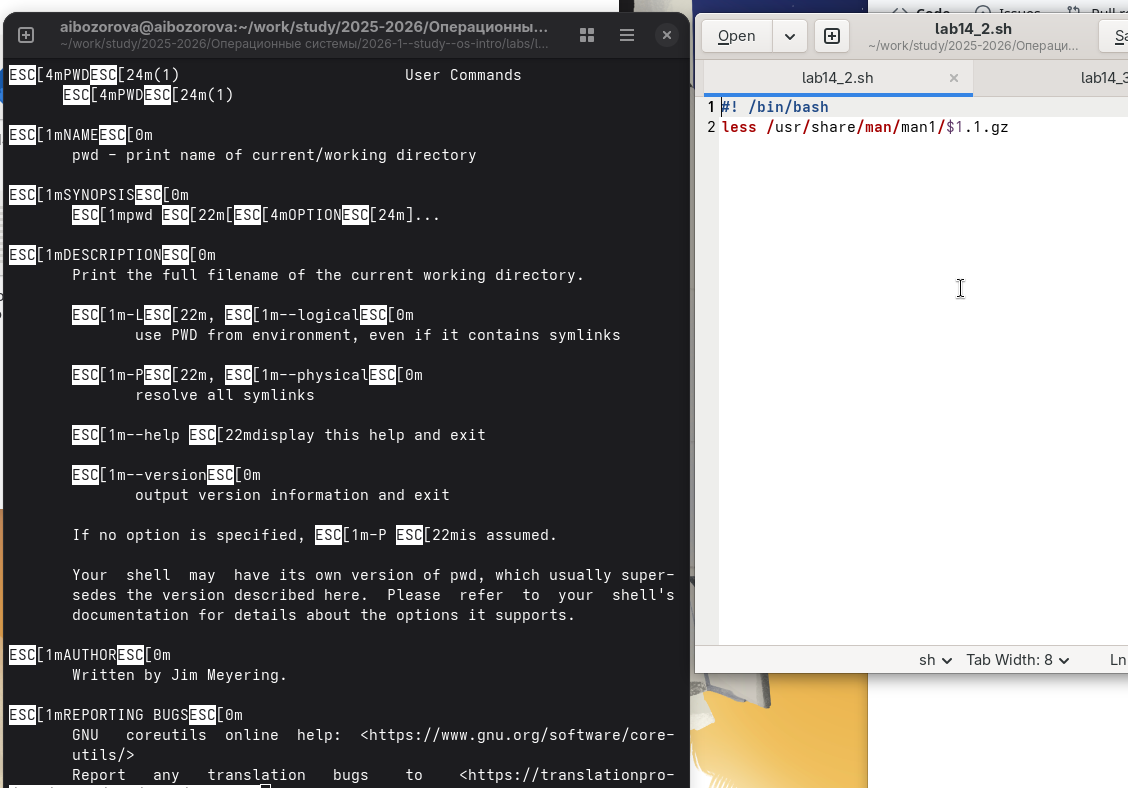 aibozorova@aibozorova:~/work/study/2025-2026/Операционны...
~/work/study/2025-2026/Операционные системы/2026-1--study--os-intro/labs/l...
ESC[4mPWDESC[24m(1) User Commands
ESC[4mPWDESC[24m(1)
ESC[1mNAMEESC[0m
pwd - print name of current/working directory
ESC[1mSYNOPSISESC[0m
ESC[1mpwd ESC[22m[ESC[4mOPTIONESC[24m]...
ESC[1mDESCRIPTIONESC[0m
Print the full filename of the current working directory.
ESC[1m-LESC[22m, ESC[1m--logicalESC[0m
use PWD from environment, even if it contains symlinks
ESC[1m-PESC[22m, ESC[1m--physicalESC[0m
resolve all symlinks
ESC[1m--help ESC[22mdisplay this help and exit
ESC[1m--versionESC[0m
output version information and exit
If no option is specified, ESC[1m-P ESC[22mis assumed.
Your shell may have its own version of pwd, which usually super-
sedes the version described here. Please refer to your shell's
documentation for details about the options it supports.
ESC[1mAUTHORESC[0m
Written by Jim Meyering.
ESC[1mREPORTING BUGSESC[0m
GNU coreutils online help: <https://www.gnu.org/software/core-
utils/>
Report any translation bugs to <https://translationpro-
Code Issues Pull r
Open lab14_2.sh Sa
~/work/study/2025-2026/Операци...
lab14_2.sh lab14_3
1 #! /bin/bash
2 less /usr/share/man/man1/$1.1.gz
sh Tab Width: 8 Ln